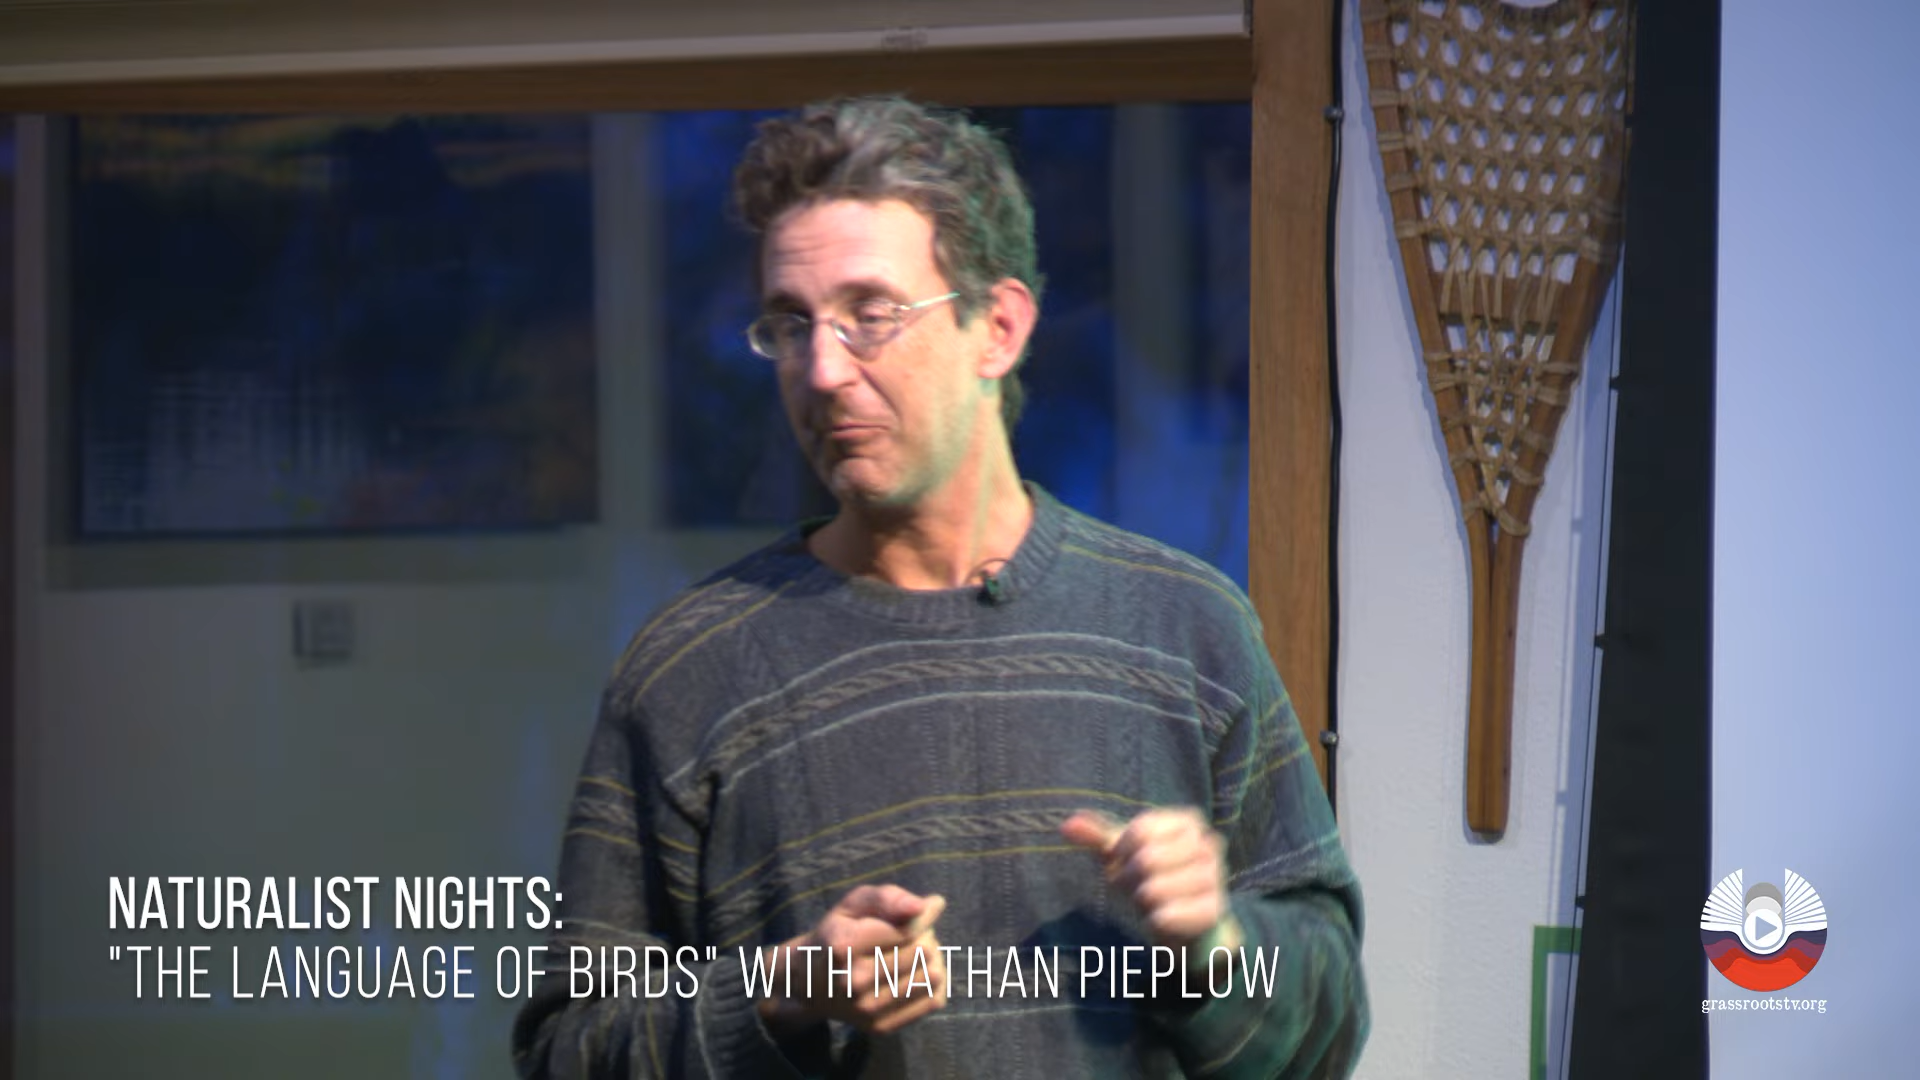 NATURALIST NIGHTS:
"THE LANGUAGE OF BIRDS" WITH NATHAN PIEPLOW
grassrootstv.org